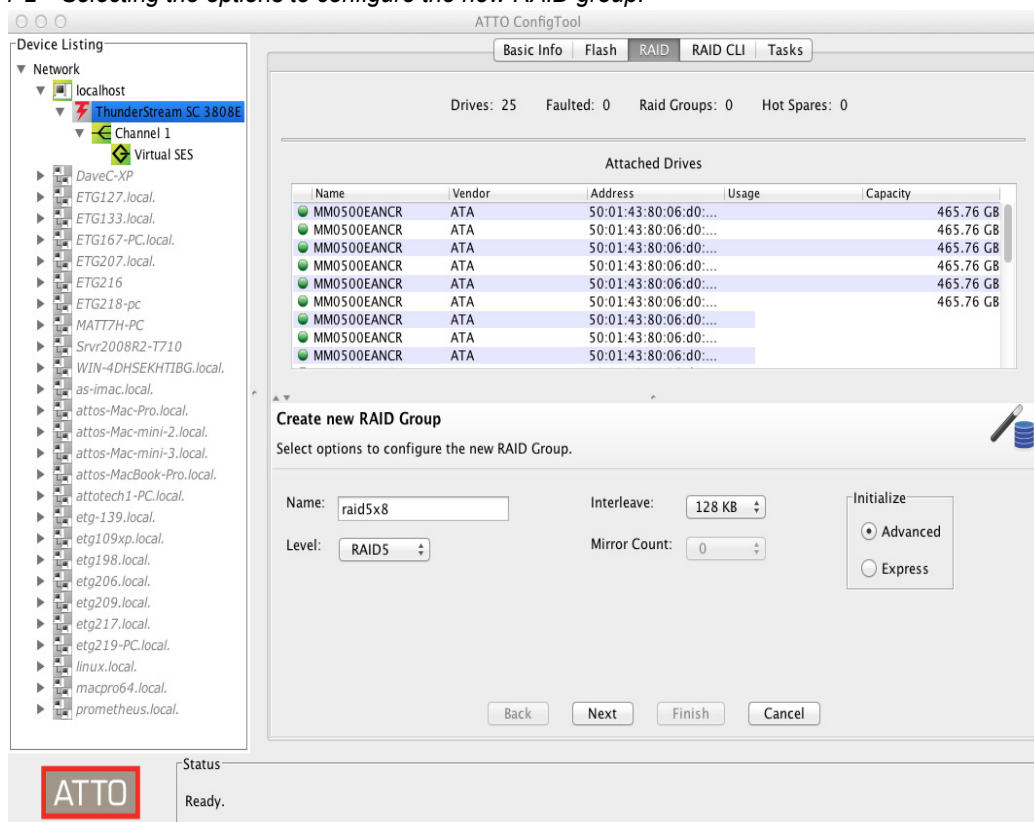 Selecting the options to configure the new RAID group.
ATTO ConfigTool
Device Listing
Network
localhost
ThunderStream SC 3808E
Channel 1
Virtual SES
DaveC-XP
ETG127.local.
ETG133.local.
ETG167-PC.local.
ETG207.local.
ETG216
ETG218-pc
MATT7H-PC
Srvr2008R2-T710
WIN-4DHSEKHTIBG.local.
as-imac.local.
attos-Mac-Pro.local.
attos-Mac-mini-2.local.
attos-Mac-mini-3.local.
attos-MacBook-Pro.local.
attotech1-PC.local.
etg-139.local.
etg109xp.local.
etg198.local.
etg206.local.
etg209.local.
etg217.local.
etg219-PC.local.
linux.local.
macpro64.local.
prometheus.local.
Basic Info Flash RAID RAID CLI Tasks
Drives: 25 Faulted: 0 Raid Groups: 0 Hot Spares: 0
Attached Drives
Name Vendor Address Usage Capacity
MM0500EANCR ATA 50:01:43:80:06:d0:... 465.76 GB
MM0500EANCR ATA 50:01:43:80:06:d0:... 465.76 GB
MM0500EANCR ATA 50:01:43:80:06:d0:... 465.76 GB
MM0500EANCR ATA 50:01:43:80:06:d0:... 465.76 GB
MM0500EANCR ATA 50:01:43:80:06:d0:... 465.76 GB
MM0500EANCR ATA 50:01:43:80:06:d0:... 465.76 GB
MM0500EANCR ATA 50:01:43:80:06:d0:...
MM0500EANCR ATA 50:01:43:80:06:d0:...
MM0500EANCR ATA 50:01:43:80:06:d0:...
Create new RAID Group
Select options to configure the new RAID Group.
Name: raid5x8 Interleave: 128 KB Initialize
Level: RAID5 Mirror Count: 0 Advanced
Express
Back Next Finish Cancel
ATTO
Status
Ready.